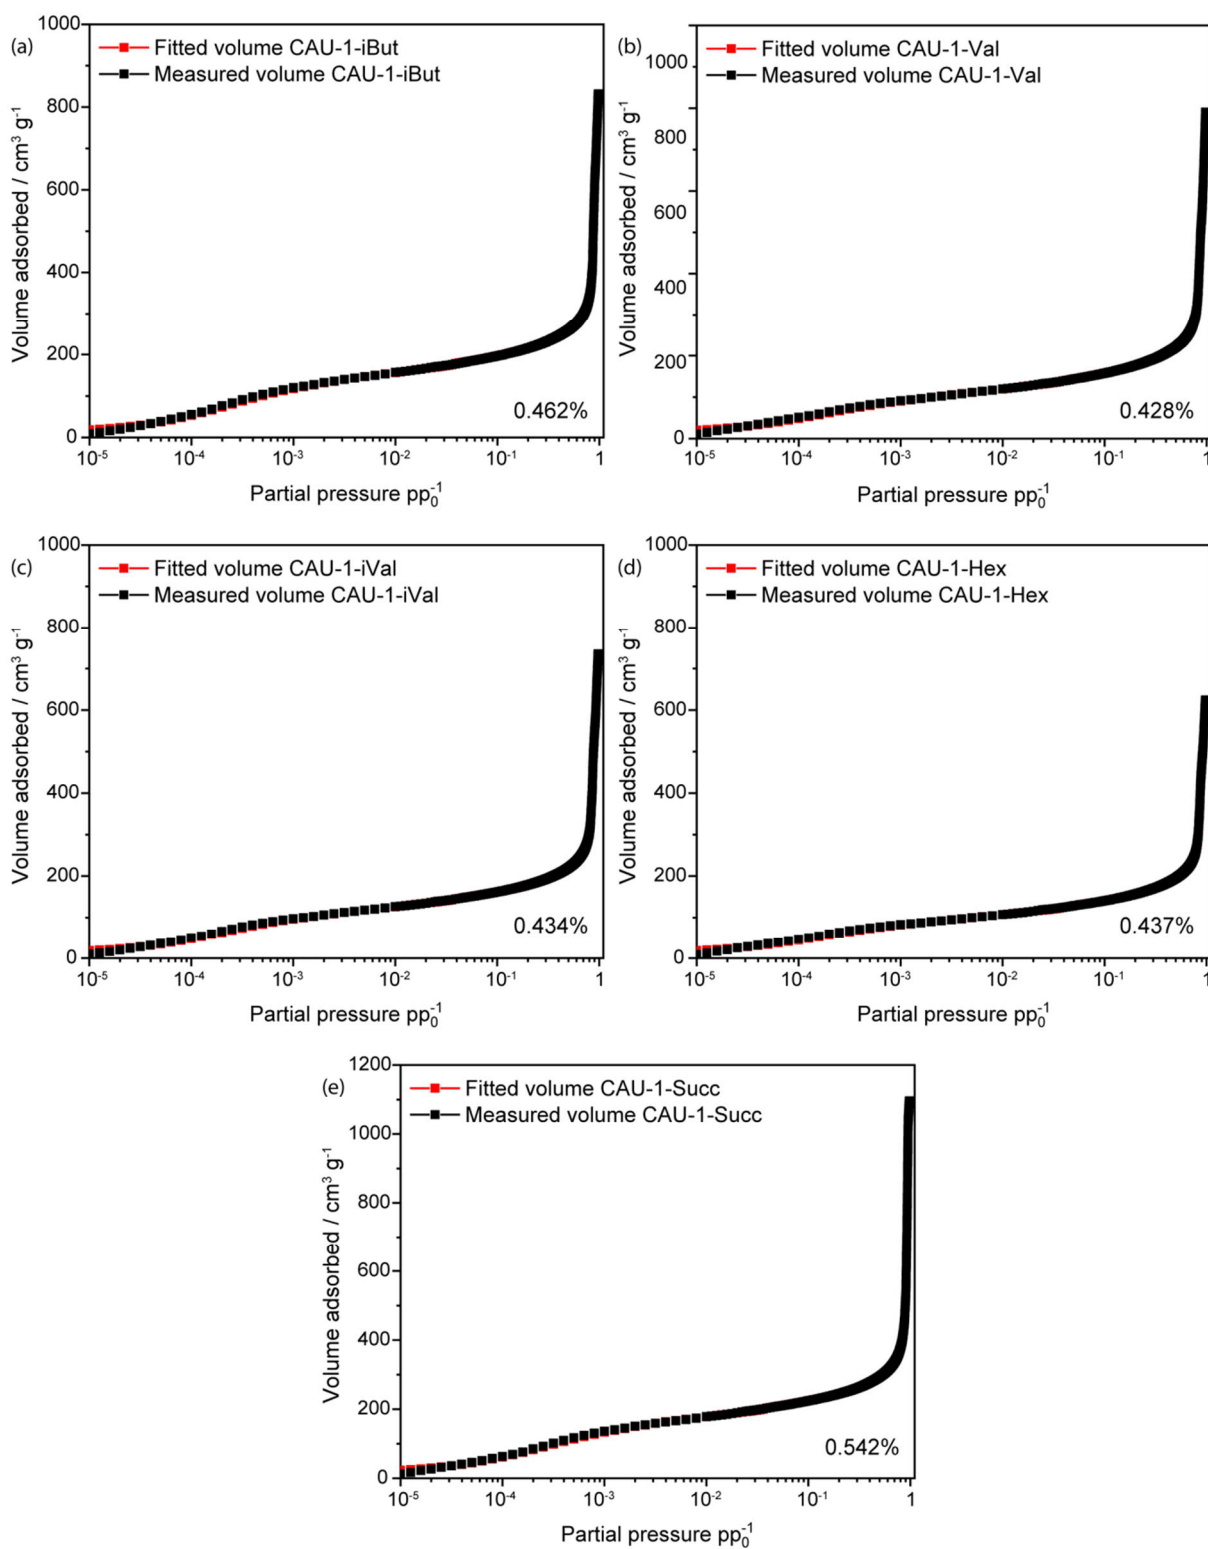 (a)
Fitted volume CAU-1-iBut
Measured volume CAU-1-iBut
1000
800
600
400
200
0
Volume adsorbed / cm³ g⁻¹
0.462%
10⁻⁵ 10⁻⁴ 10⁻³ 10⁻² 10⁻¹ 1
Partial pressure pp₀⁻¹
(b)
Fitted volume CAU-1-Val
Measured volume CAU-1-Val
1000
800
600
400
200
0
Volume adsorbed / cm³ g⁻¹
0.428%
10⁻⁵ 10⁻⁴ 10⁻³ 10⁻² 10⁻¹ 1
Partial pressure pp₀⁻¹
(c)
Fitted volume CAU-1-iVal
Measured volume CAU-1-iVal
1000
800
600
400
200
0
Volume adsorbed / cm³ g⁻¹
0.434%
10⁻⁵ 10⁻⁴ 10⁻³ 10⁻² 10⁻¹ 1
Partial pressure pp₀⁻¹
(d)
Fitted volume CAU-1-Hex
Measured volume CAU-1-Hex
1000
800
600
400
200
0
Volume adsorbed / cm³ g⁻¹
0.437%
10⁻⁵ 10⁻⁴ 10⁻³ 10⁻² 10⁻¹ 1
Partial pressure pp₀⁻¹
(e)
Fitted volume CAU-1-Succ
Measured volume CAU-1-Succ
1200
1000
800
600
400
200
0
Volume adsorbed / cm³ g⁻¹
0.542%
10⁻⁵ 10⁻⁴ 10⁻³ 10⁻² 10⁻¹ 1
Partial pressure pp₀⁻¹